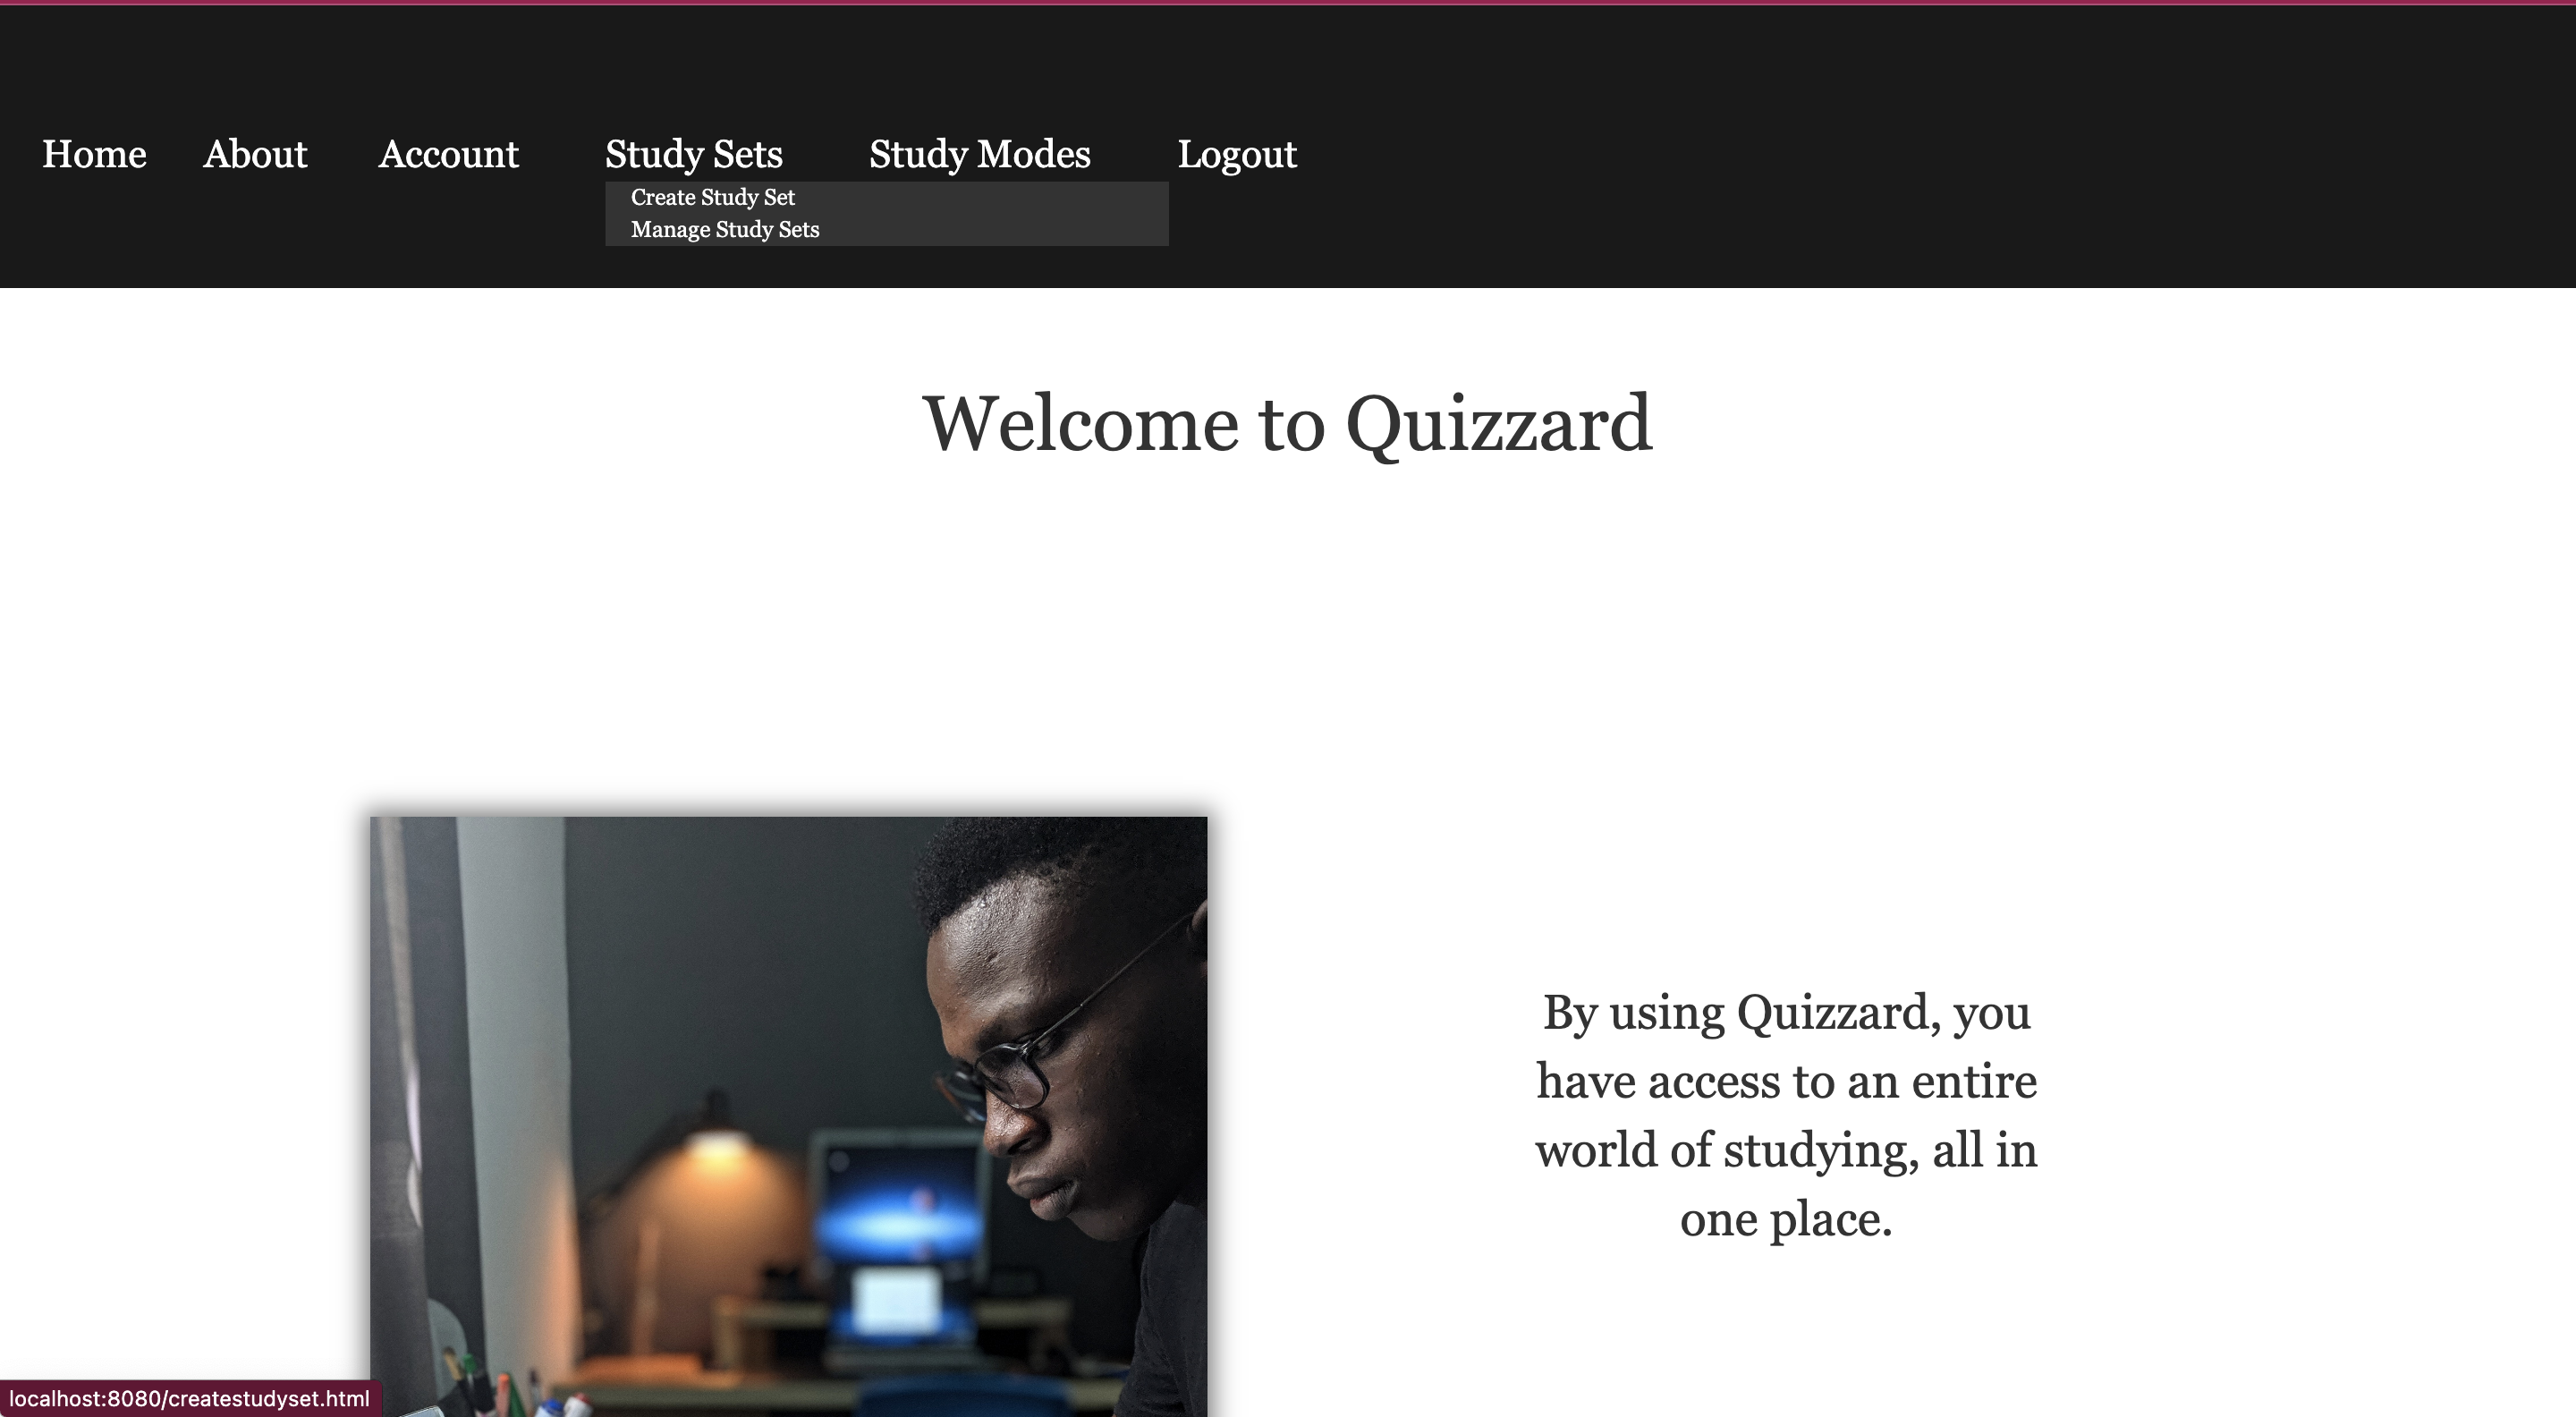 Home About Account Study Sets Study Modes Logout
Create Study Set
Manage Study Sets
Welcome to Quizzard
By using Quizzard, you
have access to an entire
world of studying, all in
one place.
localhost:8080/createstudyset.html